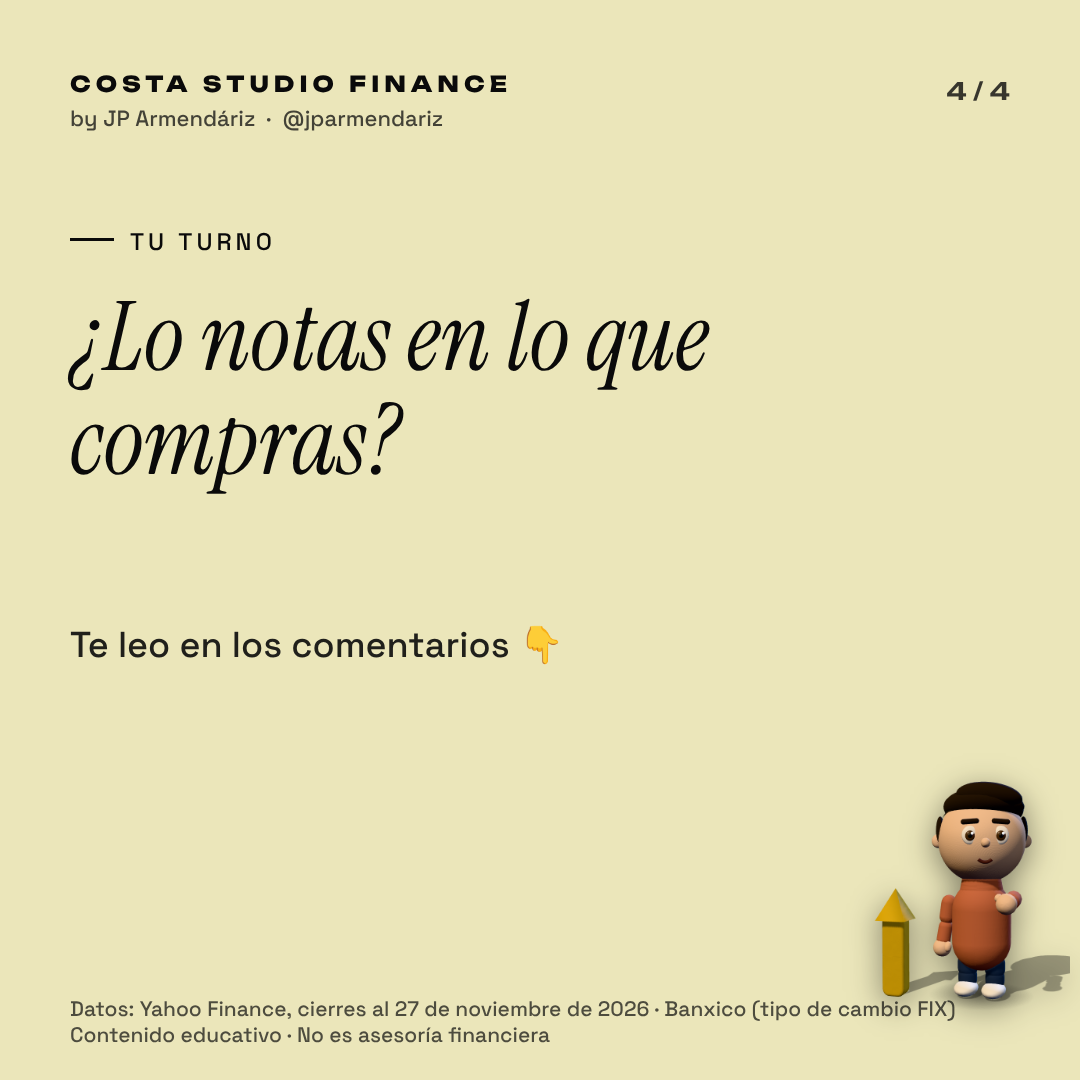 COSTA STUDIO FINANCE
by JP Armendáriz · @jparmendariz
4 / 4
TU TURNO
¿Lo notas en lo que
compras?
Te leo en los comentarios 👇
Datos: Yahoo Finance, cierres al 27 de noviembre de 2026 · Banxico (tipo de cambio FIX)
Contenido educativo · No es asesoría financiera